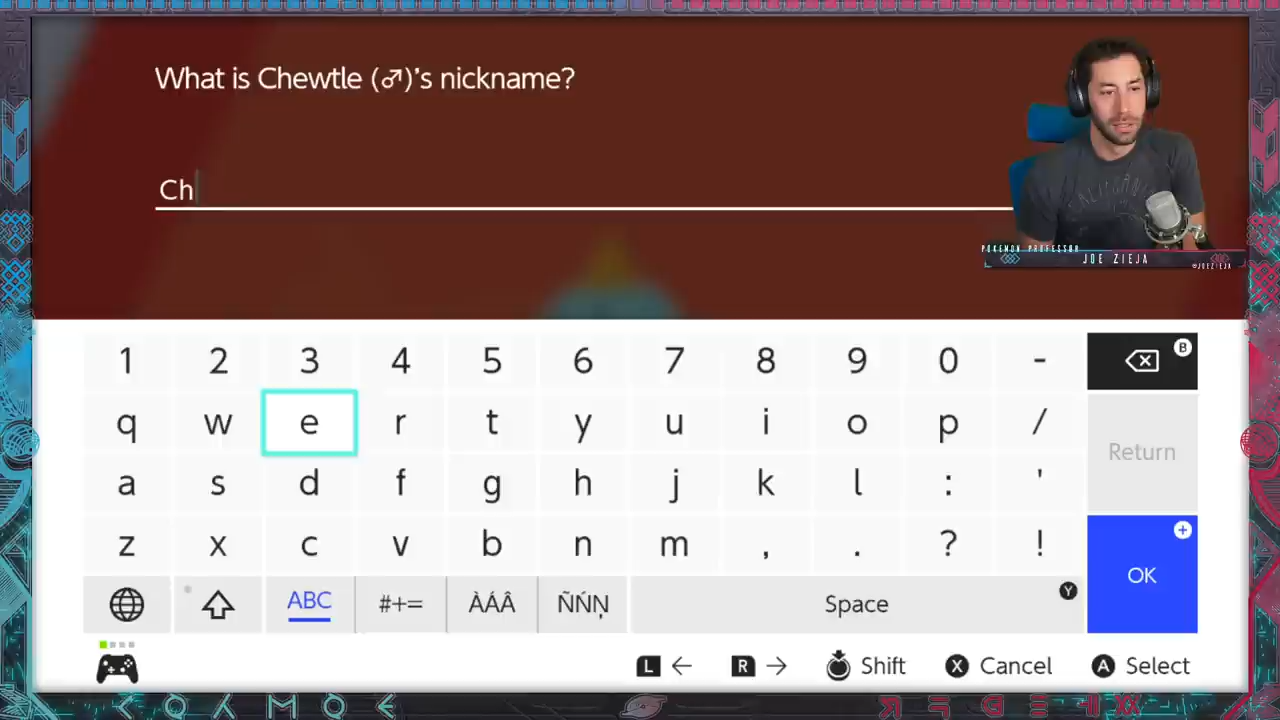 What is Chewtle (♂)'s nickname?
Ch
POKEMON PROFESSOR
JOE ZIEJA
@JOEZIEJA
1 2 3 4 5 6 7 8 9 0 - B
q w e r t y u i o p / Return
a s d f g h j k l : '
z x c v b n m , . ? ! + OK
ABC #+= ÀÁÂ ÑŃŅ Space Y
L ← R → Shift X Cancel A Select